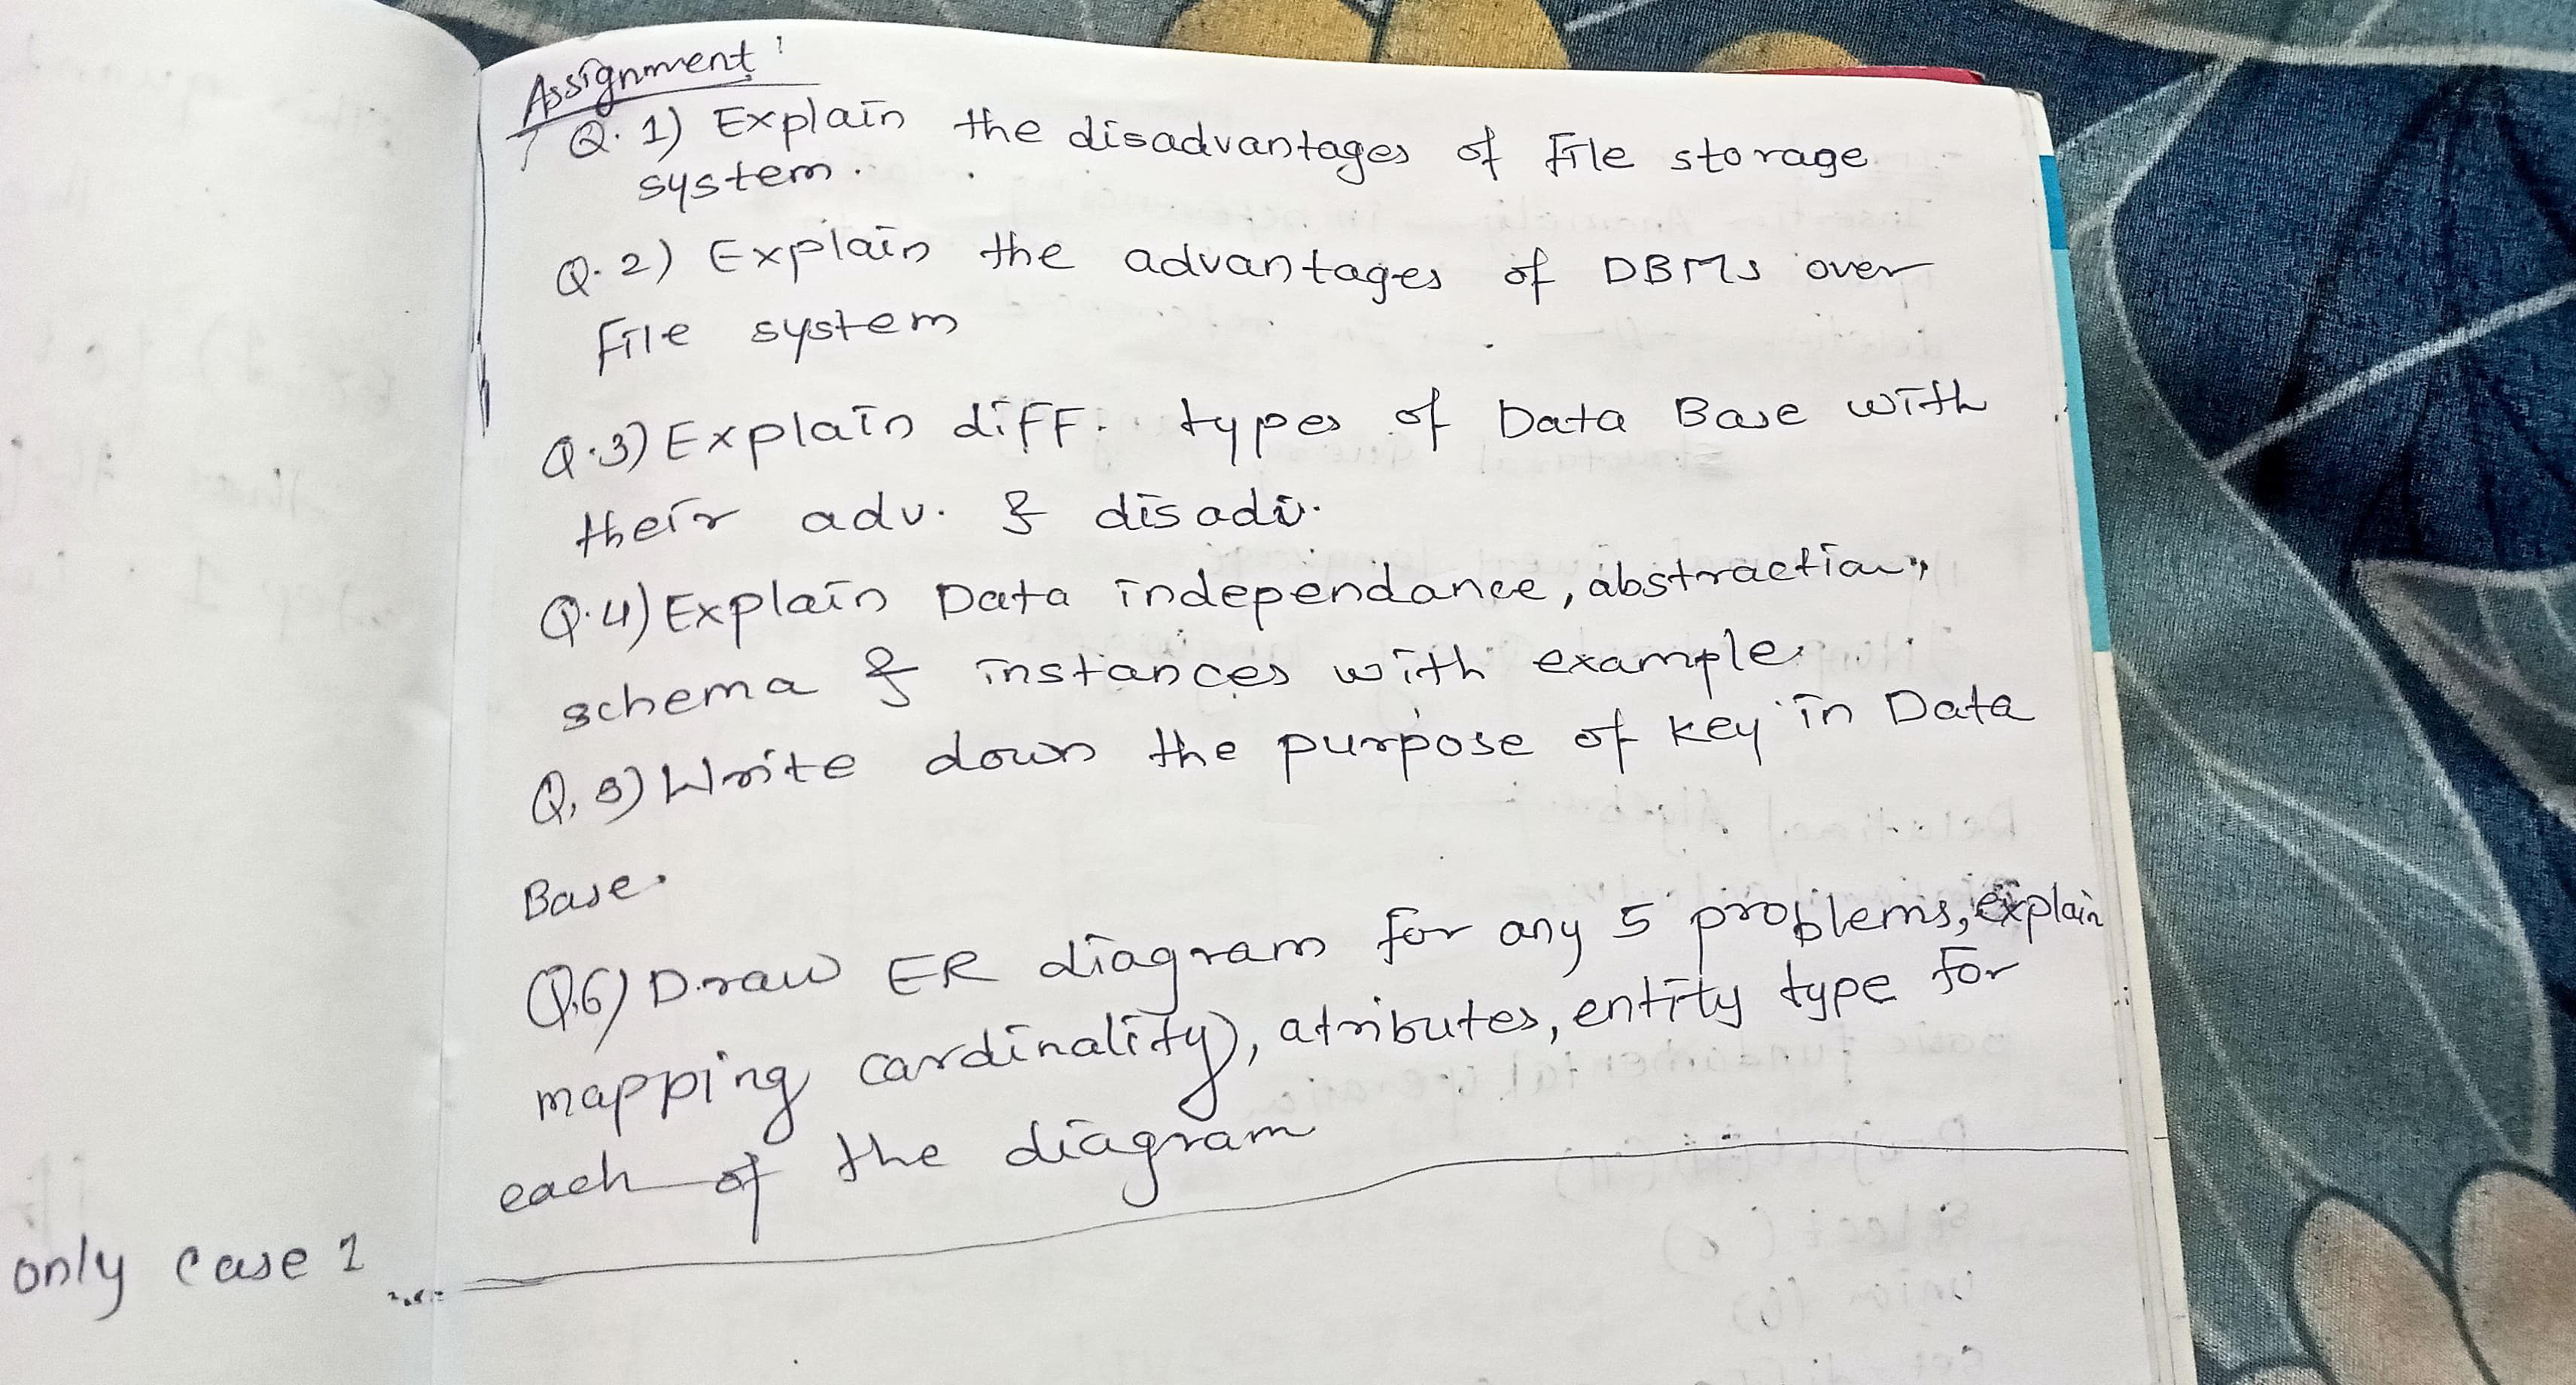 Assignment:
Q.1) Explain the disadvantages of File storage
system.
Q.2) Explain the advantages of DBMS over
File system
Q.3) Explain diff. types of Data Base with
their adv. & disadv.
Q.4) Explain Data independance, abstraction,
schema & instances with example.
Q.5) Write down the purpose of key in Data
Base.
Q.6) Draw ER diagram for any 5 problems, explain
mapping cardinality, atributes, entity type for
each of the diagram
only case 1